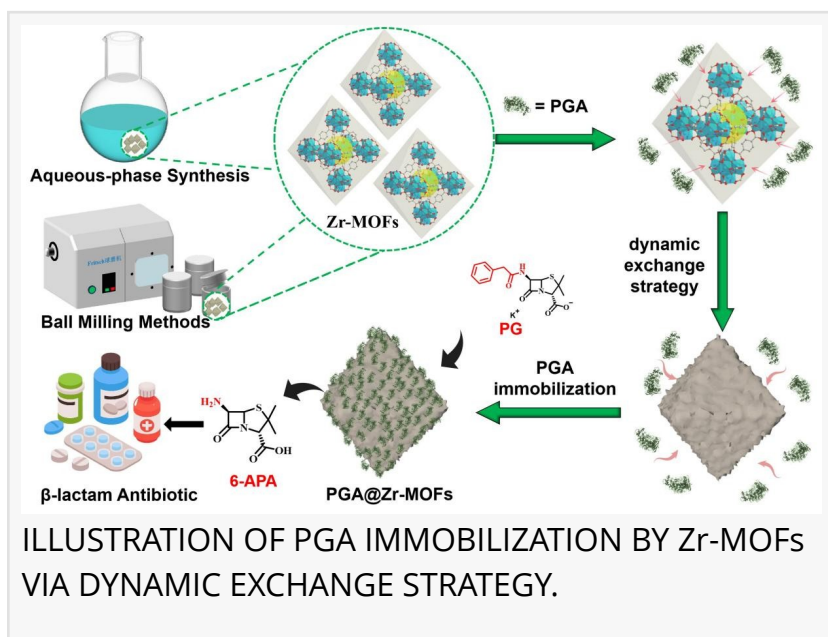 Aqueous-phase Synthesis
Zr-MOFs
= PGA
Ball Milling Methods
dynamic
exchange
strategy
PG
PGA
immobilization
β-lactam Antibiotic
6-APA
PGA@Zr-MOFs
H
N
O
S
N
O
O
O⁻
K⁺
H₂N
S
N
O
O
OH
ILLUSTRATION OF PGA IMMOBILIZATION BY Zr-MOFs
VIA DYNAMIC EXCHANGE STRATEGY.